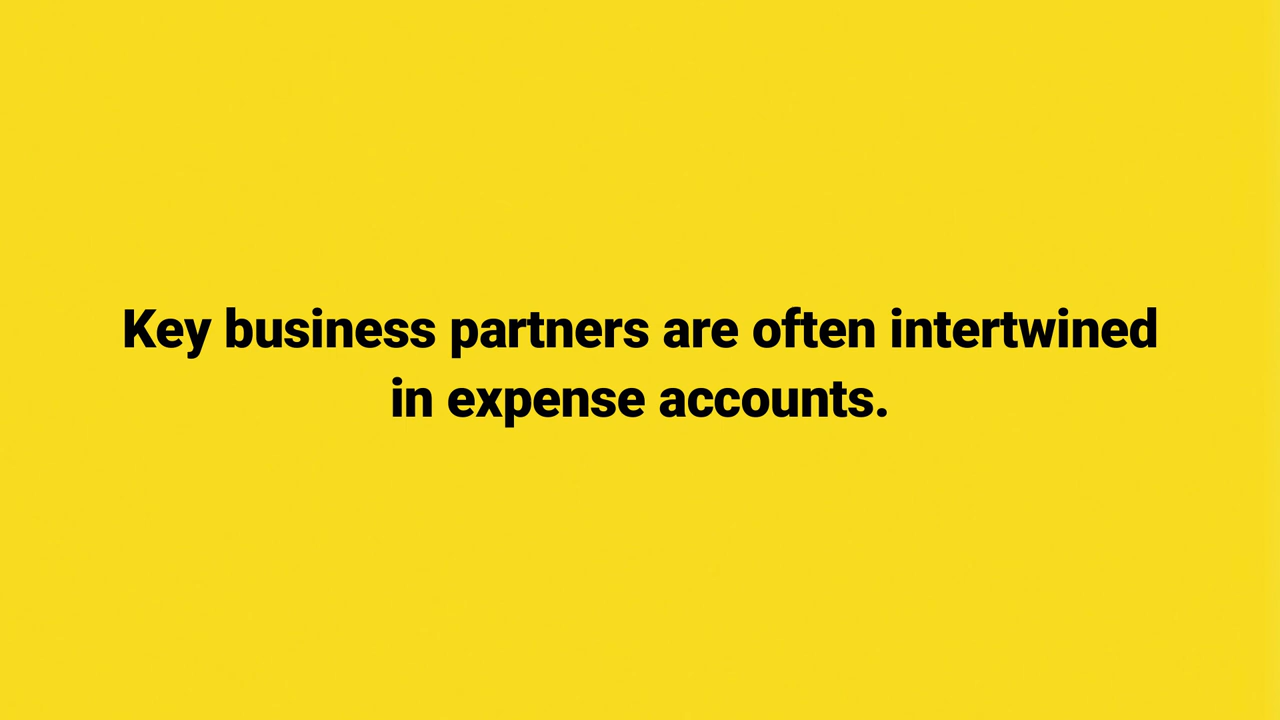 Key business partners are often intertwined
in expense accounts.